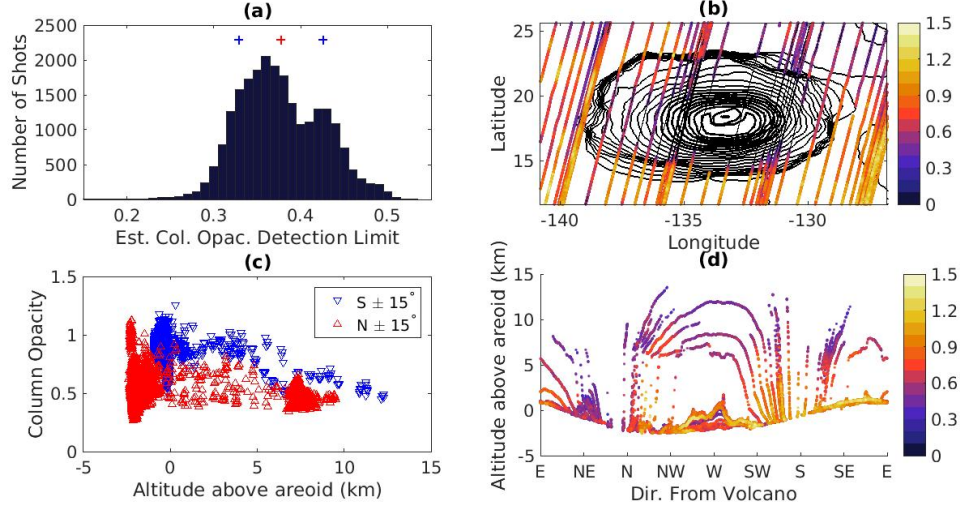 (a)
2500
2000
1500
1000
500
0
0.2 0.3 0.4 0.5
Number of Shots
Est. Col. Opac. Detection Limit
(b)
25
20
15
-140 -135 -130
Latitude
Longitude
1.5
1.2
0.9
0.6
0.3
0
(c)
1.5
1
0.5
0
-5 0 5 10 15
Column Opacity
Altitude above areoid (km)
S ± 15°
N ± 15°
(d)
15
10
5
0
-5
E NE N NW W SW S SE E
Altitude above areoid (km)
Dir. From Volcano
1.5
1.2
0.9
0.6
0.3
0